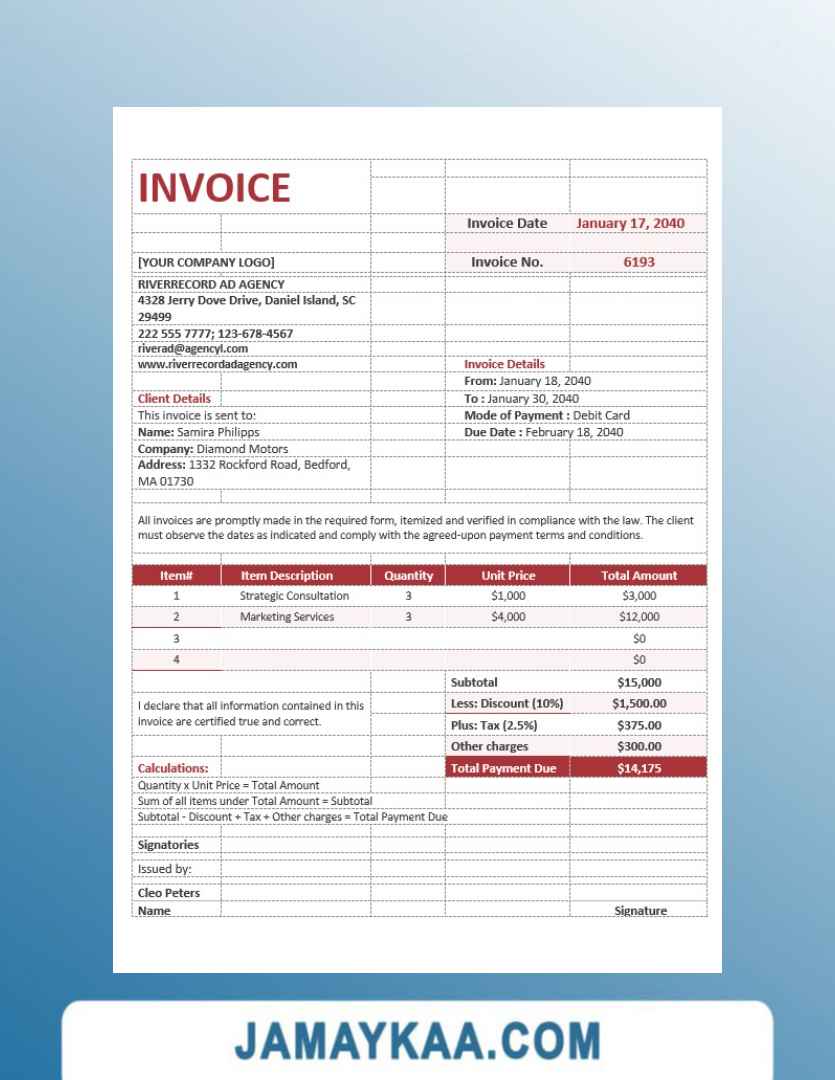 INVOICE
Invoice Date January 17, 2040
[YOUR COMPANY LOGO] Invoice No. 6193
RIVERRECORD AD AGENCY
4328 Jerry Dove Drive, Daniel Island, SC
29499
222 555 7777; 123-678-4567
riverad@agencyl.com
www.riverrecordadagency.com Invoice Details
From: January 18, 2040
Client Details To : January 30, 2040
This invoice is sent to: Mode of Payment : Debit Card
Name: Samira Philipps Due Date : February 18, 2040
Company: Diamond Motors
Address: 1332 Rockford Road, Bedford,
MA 01730
All invoices are promptly made in the required form, itemized and verified in compliance with the law. The client
must observe the dates as indicated and comply with the agreed-upon payment terms and conditions.
Item# Item Description Quantity Unit Price Total Amount
1 Strategic Consultation 3 $1,000 $3,000
2 Marketing Services 3 $4,000 $12,000
3 $0
4 $0
Subtotal $15,000
I declare that all information contained in this Less: Discount (10%) $1,500.00
invoice are certified true and correct. Plus: Tax (2.5%) $375.00
Other charges $300.00
Calculations: Total Payment Due $14,175
Quantity x Unit Price = Total Amount
Sum of all items under Total Amount = Subtotal
Subtotal - Discount + Tax + Other charges = Total Payment Due
Signatories
Issued by:
Cleo Peters
Name Signature
JAMAYKAA.COM